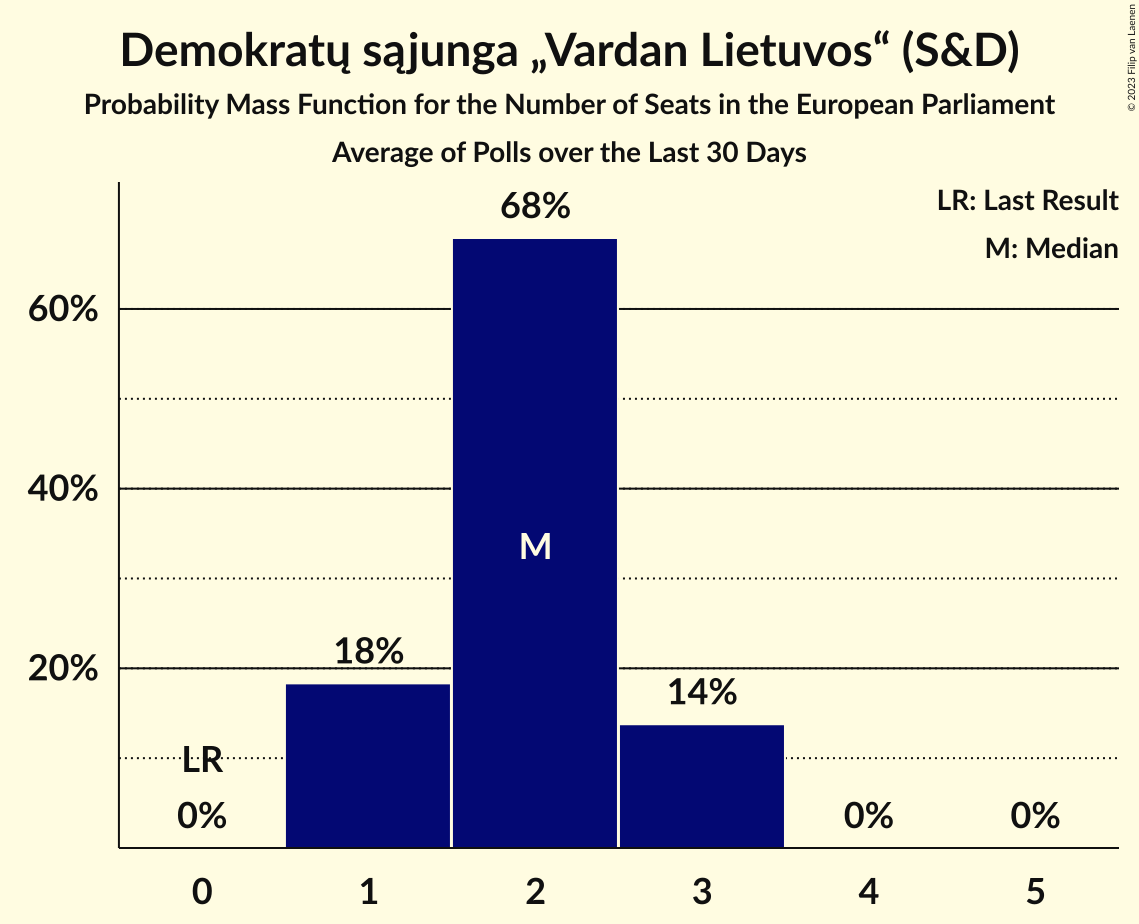 Demokratų sąjunga „Vardan Lietuvos“ (S&D)
Probability Mass Function for the Number of Seats in the European Parliament
Average of Polls over the Last 30 Days
© 2023 Filip van Laenen
LR: Last Result
M: Median
68%
60%
40%
M
20%
18%
14%
LR
0%
0%
0%
0
1
2
3
4
5